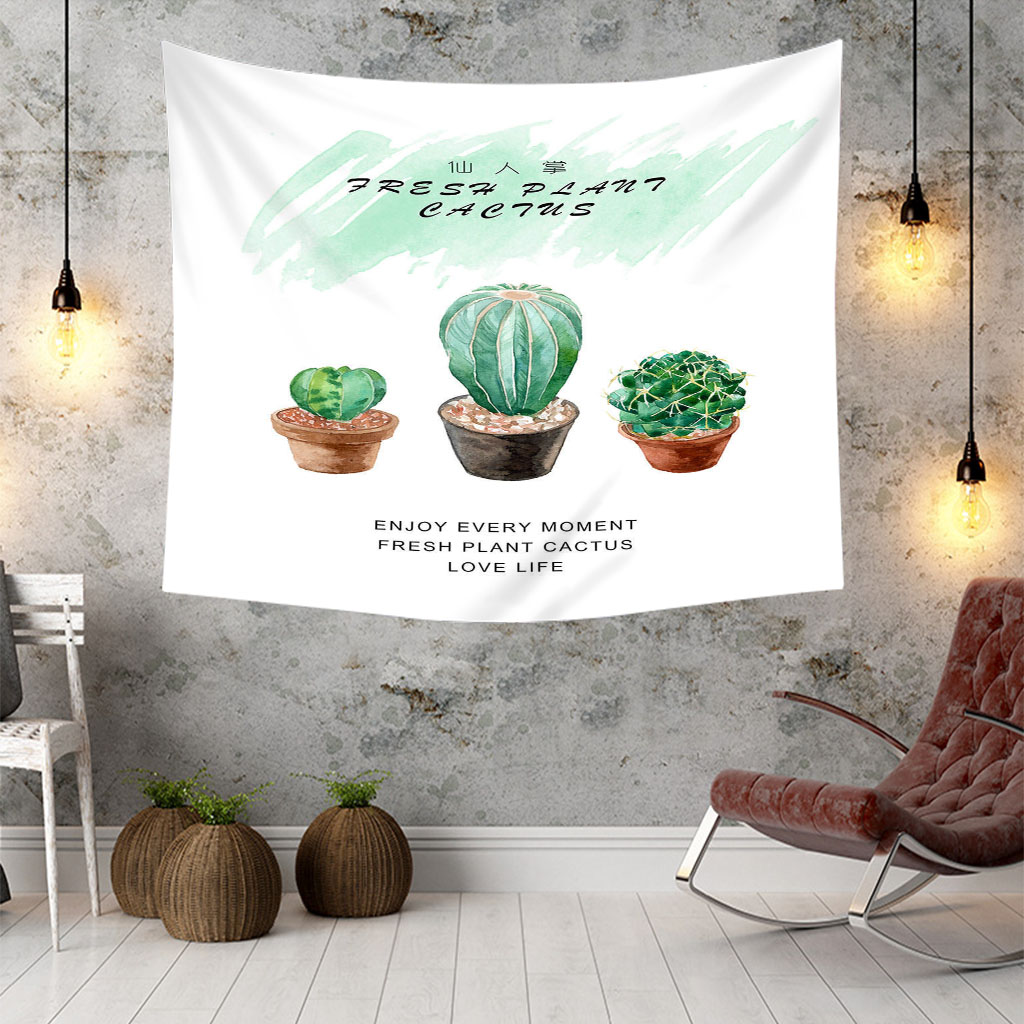 仙人掌
FRESH PLANT
CACTUS
ENJOY EVERY MOMENT
FRESH PLANT CACTUS
LOVE LIFE